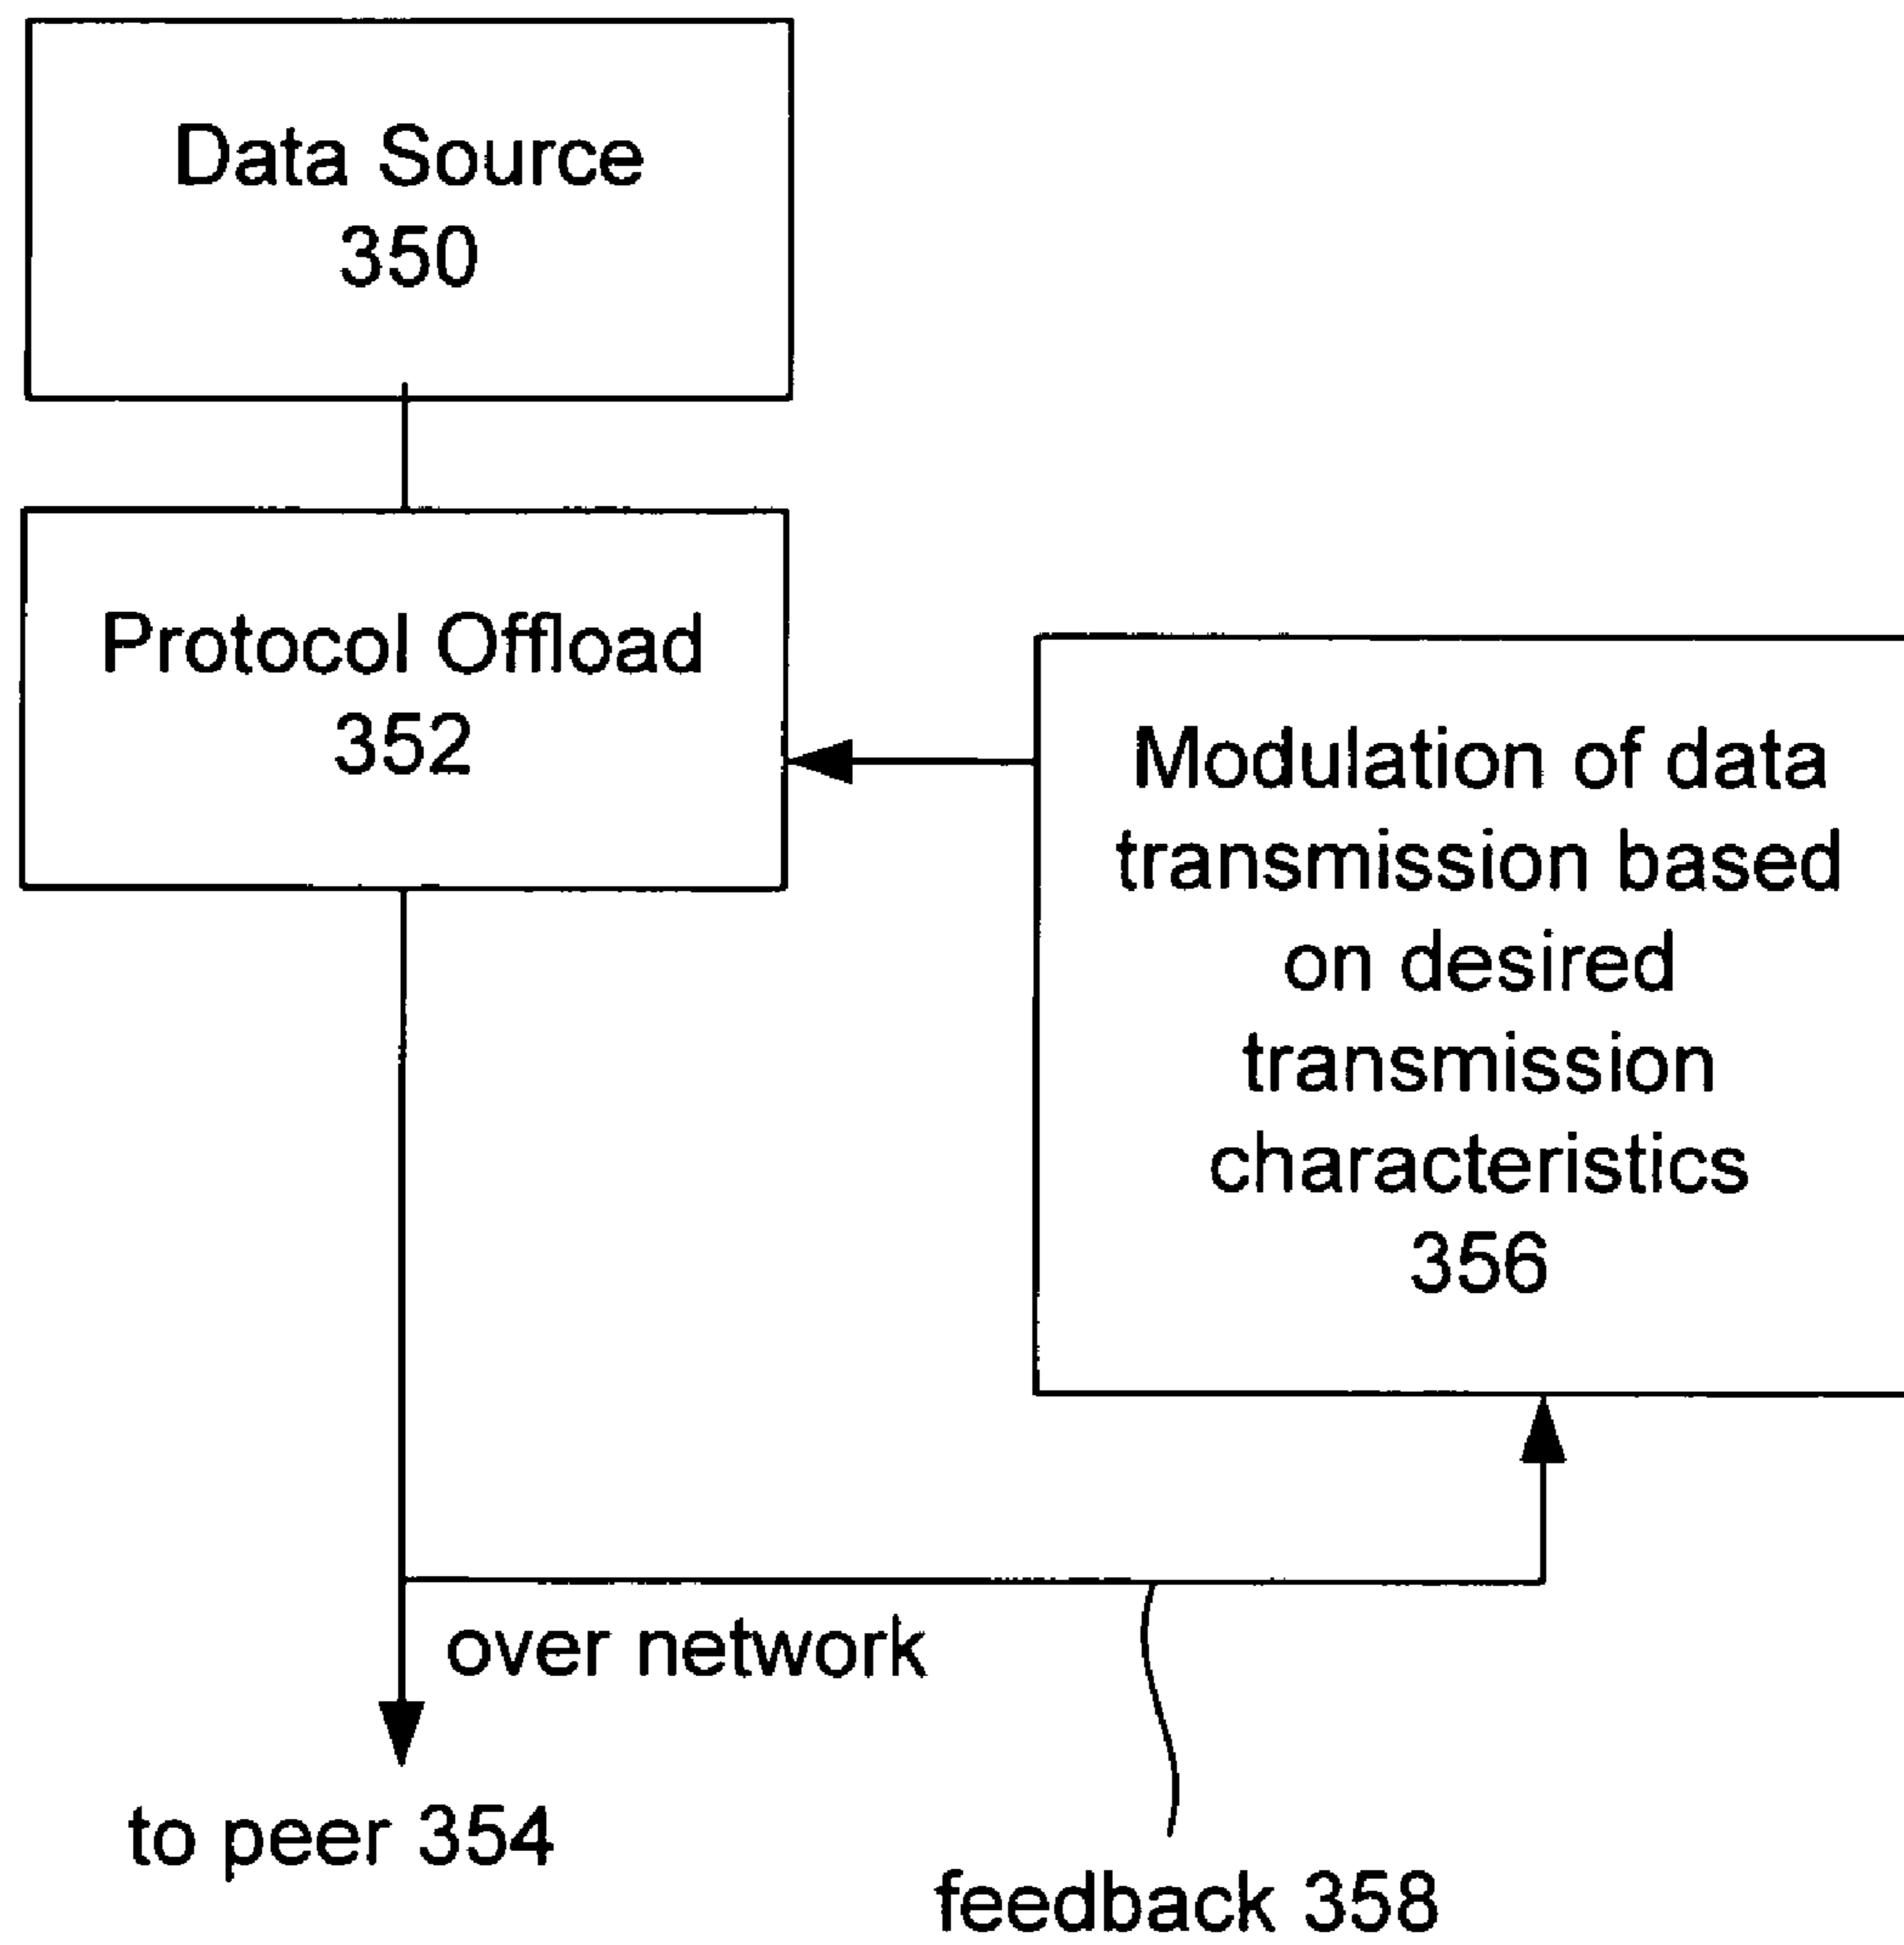 Data Source
350
Protocol Offload
352
Modulation of data
transmission based
on desired
transmission
characteristics
356
over network
to peer 354
feedback 358